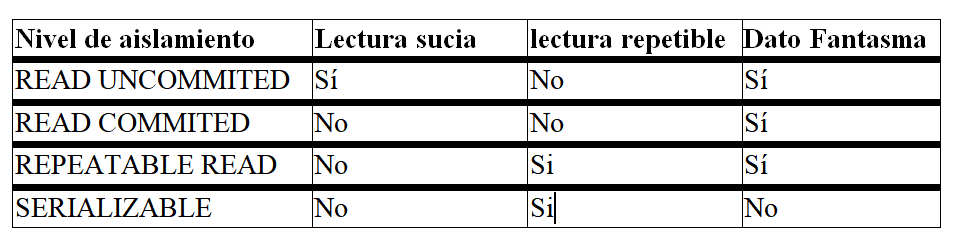 Nivel de aislamiento Lectura sucia lectura repetible Dato Fantasma
READ UNCOMMITED Sí No Sí
READ COMMITED No No Sí
REPEATABLE READ No Si Sí
SERIALIZABLE No Si No